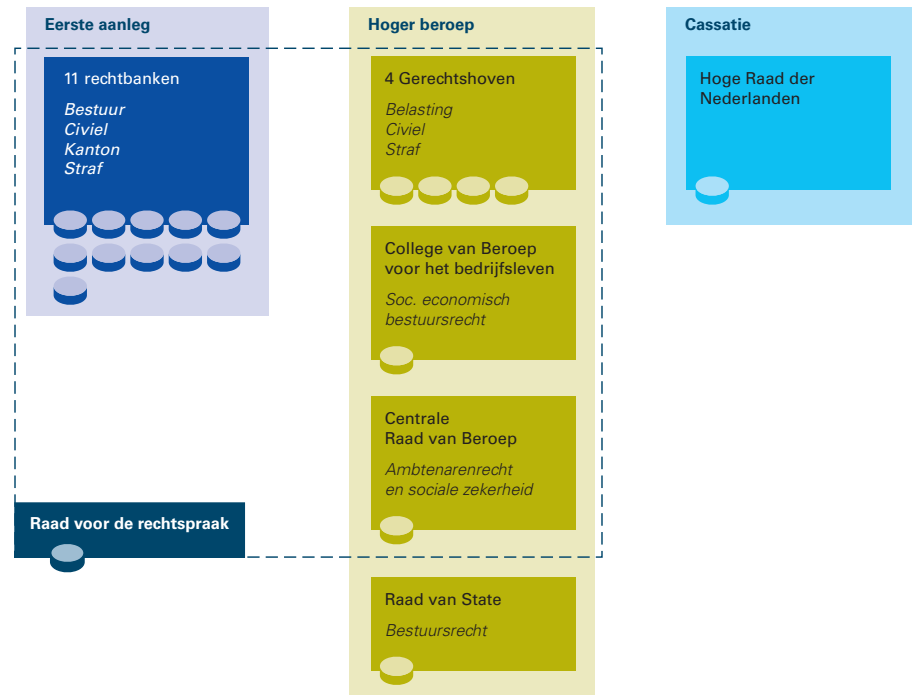 Eerste aanleg
11 rechtbanken
Bestuur
Civiel
Kanton
Straf
Hoger beroep
4 Gerechtshoven
Belasting
Civiel
Straf
College van Beroep
voor het bedrijfsleven
Soc. economisch
bestuursrecht
Centrale
Raad van Beroep
Ambtenarenrecht
en sociale zekerheid
Raad van State
Bestuursrecht
Cassatie
Hoge Raad der
Nederlanden
Raad voor de rechtspraak